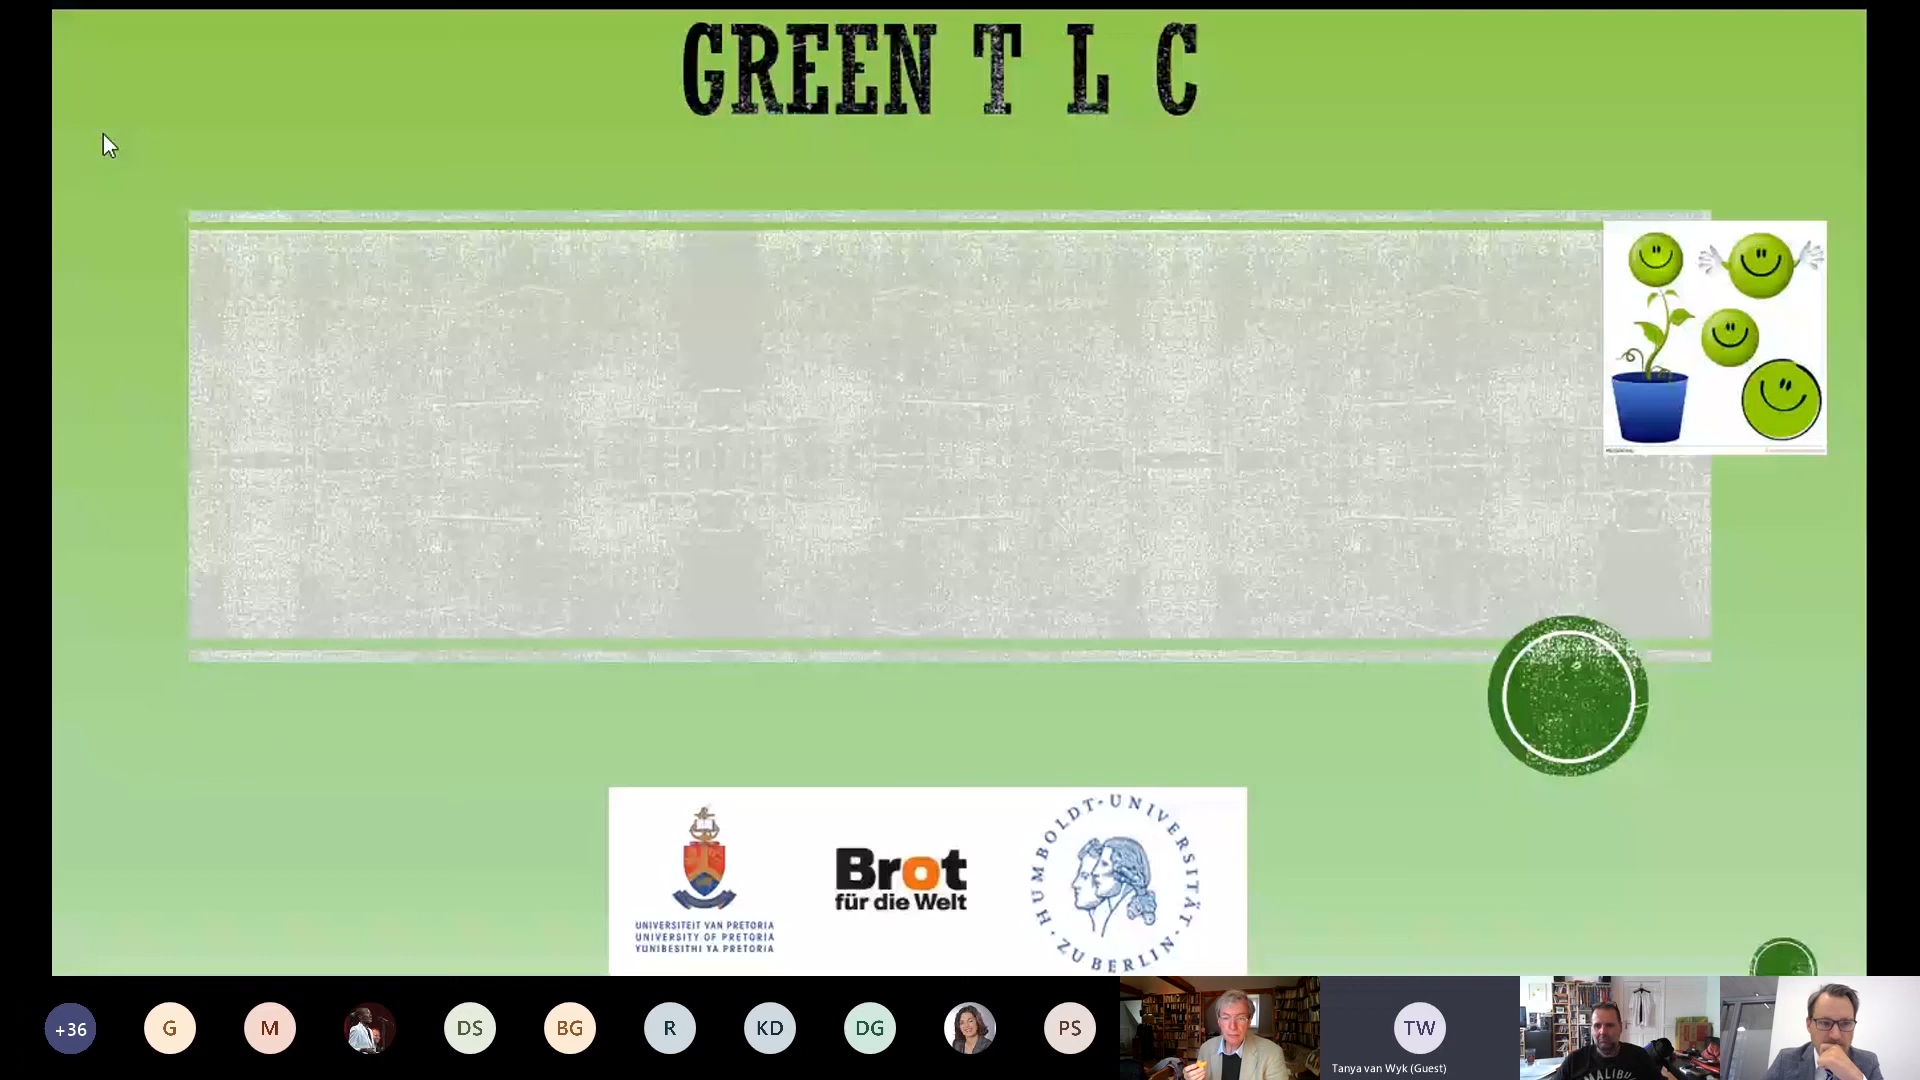 GREEN T L C
UNIVERSITEIT VAN PRETORIA
UNIVERSITY OF PRETORIA
YUNIBESITHI YA PRETORIA
Brot
für die Welt
HUMBOLDT-UNIVERSITÄT · ZU BERLIN ·
+36
G
M
DS
BG
R
KD
DG
PS
TW
Tanya van Wyk (Guest)
MALIBU